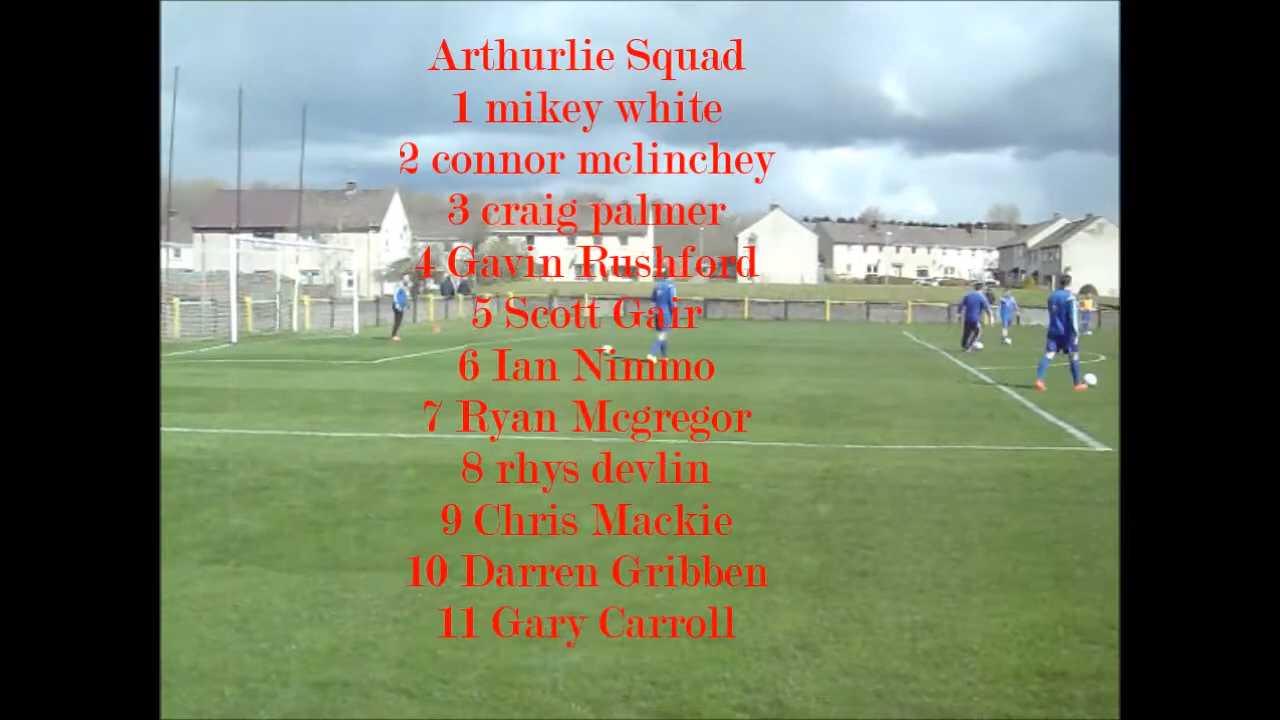 Arthurlie Squad
1 mikey white
2 connor mclinchey
3 craig palmer
4 Gavin Rushford
5 Scott Gair
6 Ian Nimmo
7 Ryan Mcgregor
8 rhys devlin
9 Chris Mackie
10 Darren Gribben
11 Gary Carroll